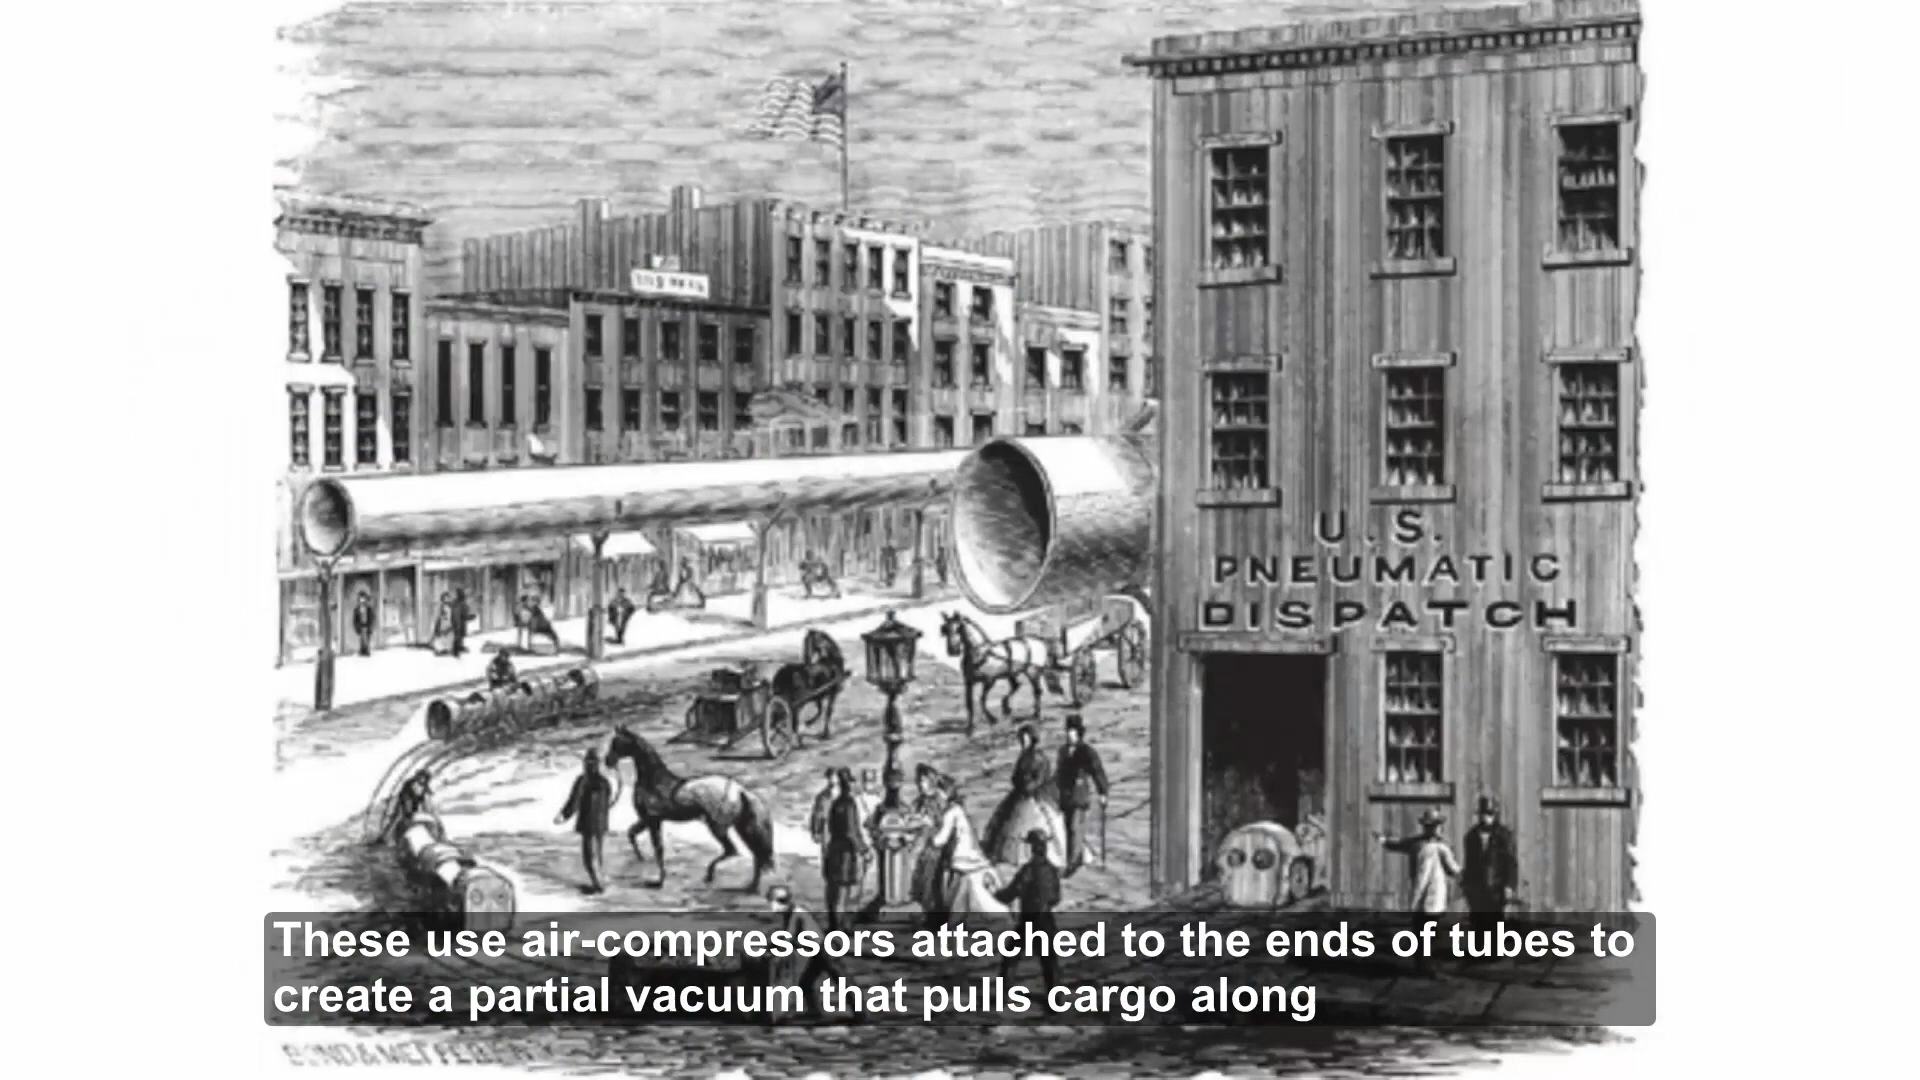 U. S.
PNEUMATIC
DISPATCH
These use air-compressors attached to the ends of tubes to
create a partial vacuum that pulls cargo along